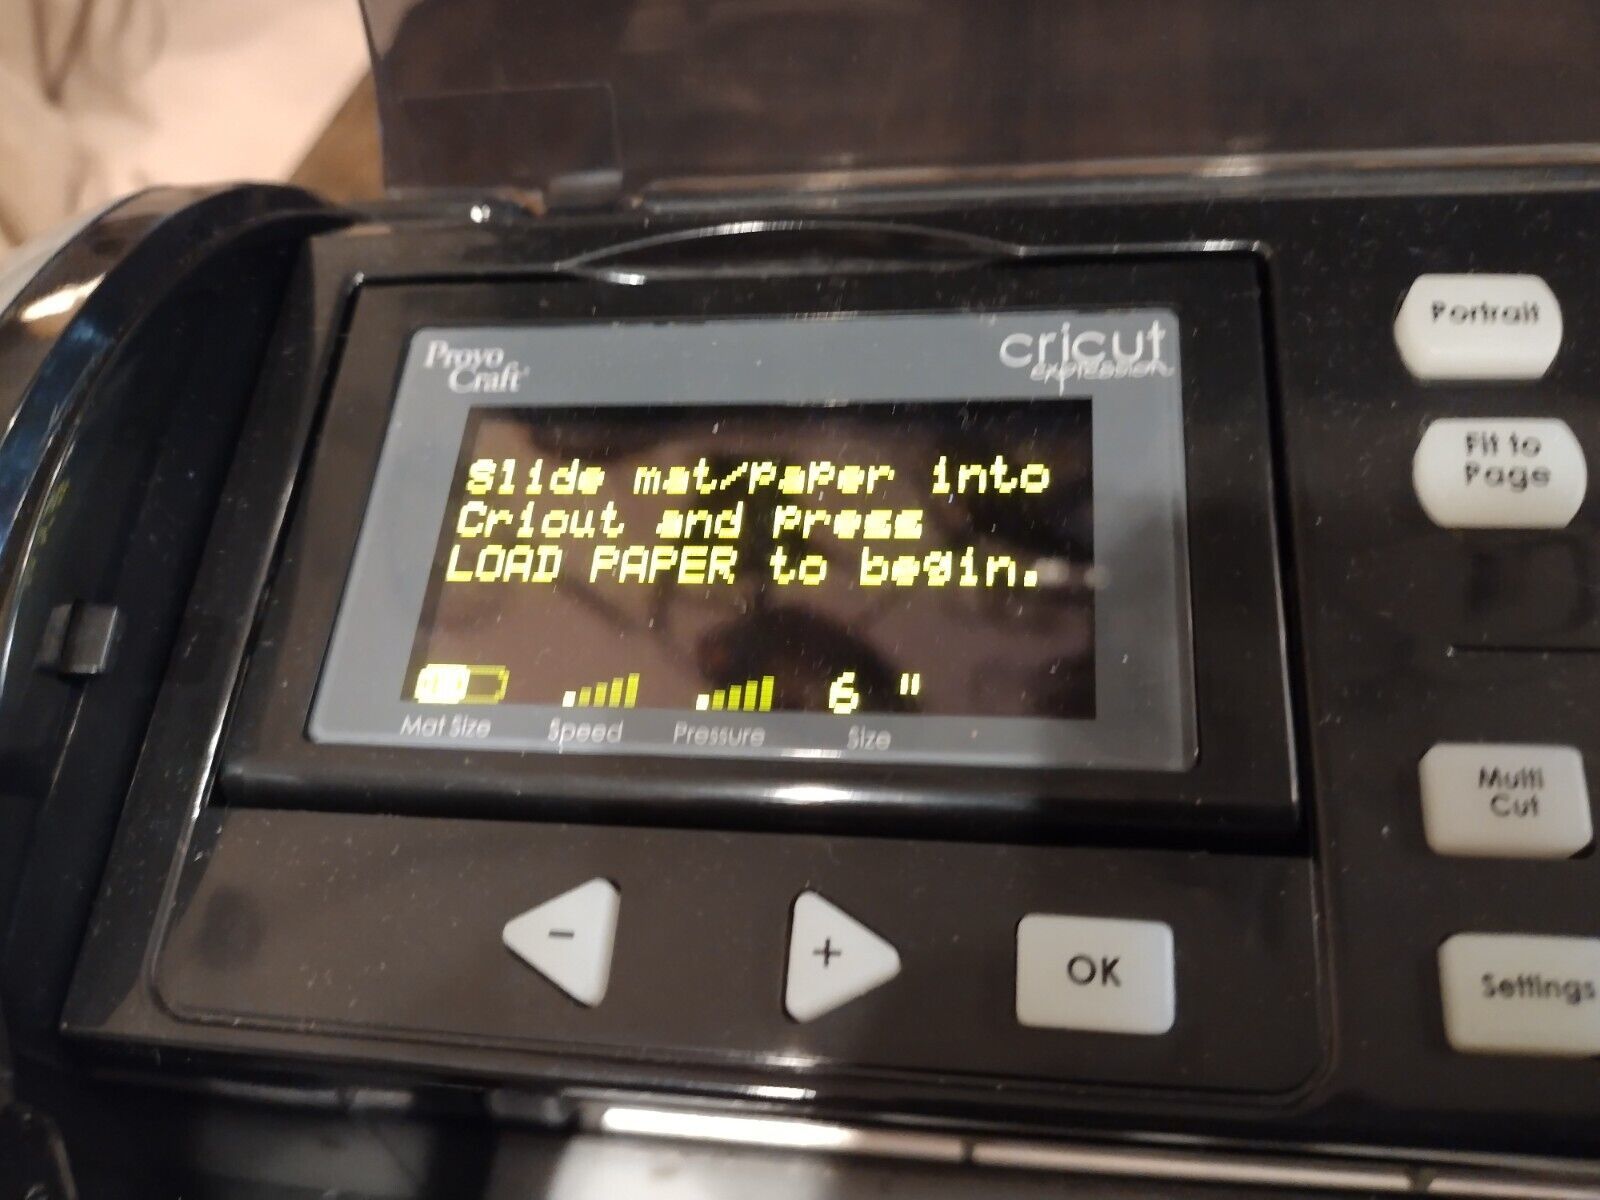 Provo
Craft
cricut
expression
Slide mat/paper into
Cricut and press
LOAD PAPER to begin.
6 "
Mat Size
Speed
Pressure
Size
-
+
OK
Portrait
Fit to
Page
Multi
Cut
Settings